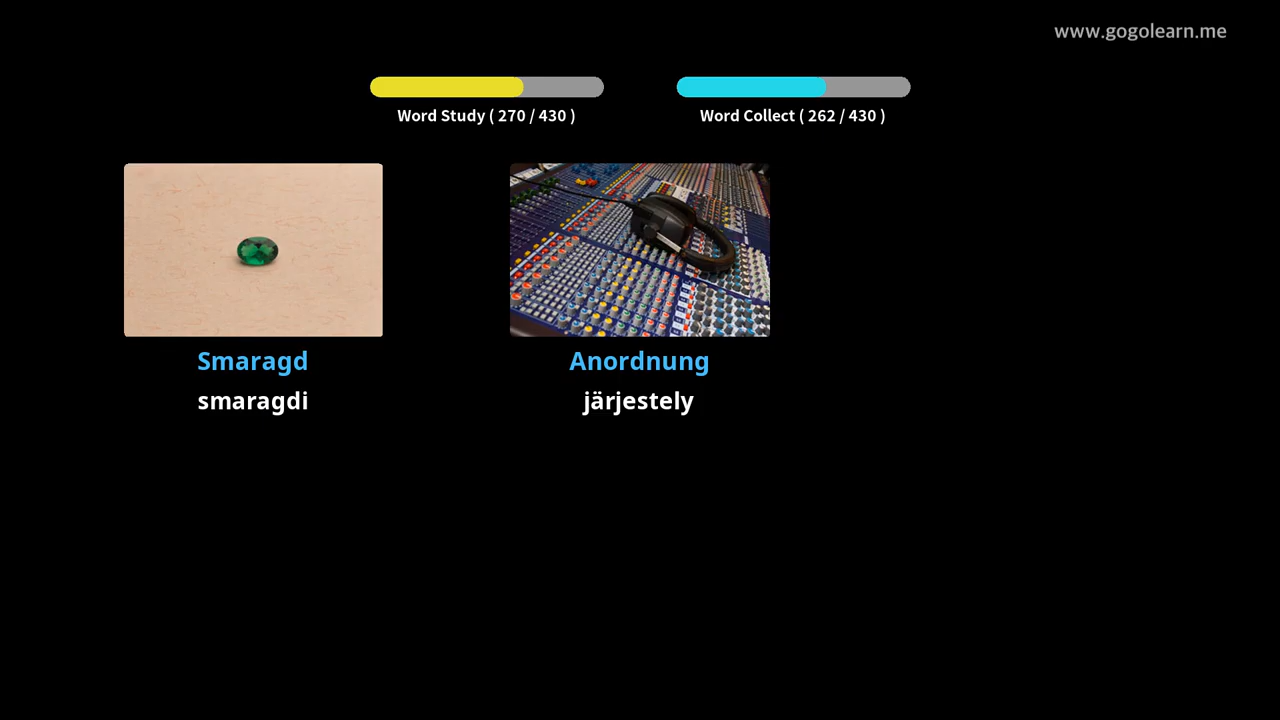 www.gogolearn.me
Word Study ( 270 / 430 )
Word Collect ( 262 / 430 )
Smaragd
Anordnung
smaragdi
järjestely